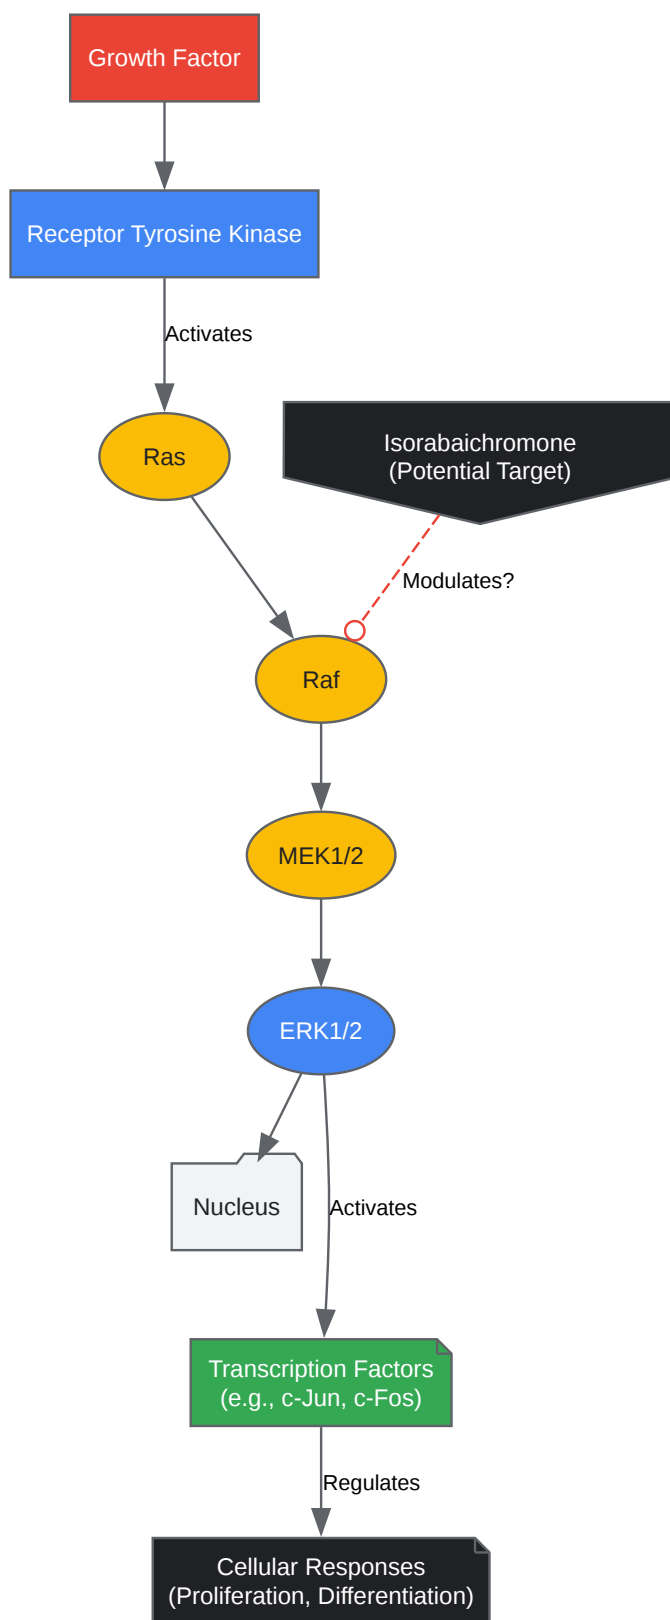 Growth Factor
Receptor Tyrosine Kinase
Activates
Ras
Isorabaichromone
(Potential Target)
Modulates?
Raf
MEK1/2
ERK1/2
Nucleus
Activates
Transcription Factors
(e.g., c-Jun, c-Fos)
Regulates
Cellular Responses
(Proliferation, Differentiation)